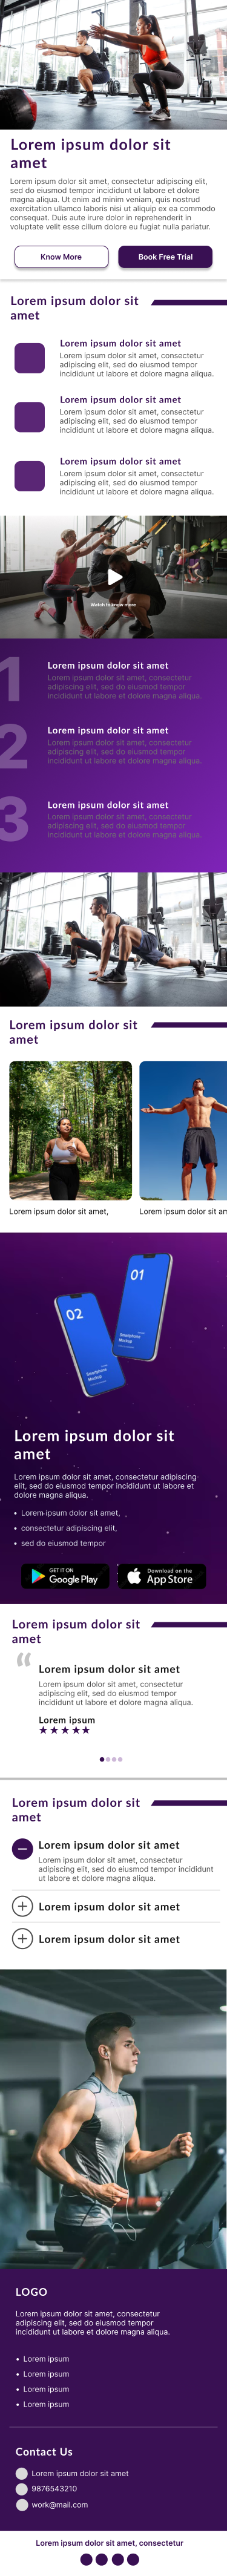 Lorem ipsum dolor sit
amet
Lorem ipsum dolor sit amet, consectetur adipiscing elit,
sed do eiusmod tempor incididunt ut labore et dolore
magna aliqua. Ut enim ad minim veniam, quis nostrud
exercitation ullamco laboris nisi ut aliquip ex ea commodo
consequat. Duis aute irure dolor in reprehenderit in
voluptate velit esse cillum dolore eu fugiat nulla pariatur.
Know More
Book Free Trial
Lorem ipsum dolor sit
amet
Lorem ipsum dolor sit amet
Lorem ipsum dolor sit amet, consectetur
adipiscing elit, sed do eiusmod tempor
incididunt ut labore et dolore magna aliqua.
Lorem ipsum dolor sit amet
Lorem ipsum dolor sit amet, consectetur
adipiscing elit, sed do eiusmod tempor
incididunt ut labore et dolore magna aliqua.
Lorem ipsum dolor sit amet
Lorem ipsum dolor sit amet, consectetur
adipiscing elit, sed do eiusmod tempor
incididunt ut labore et dolore magna aliqua.
Watch to know more
1
Lorem ipsum dolor sit amet
Lorem ipsum dolor sit amet, consectetur
adipiscing elit, sed do eiusmod tempor
incididunt ut labore et dolore magna aliqua.
2
Lorem ipsum dolor sit amet
Lorem ipsum dolor sit amet, consectetur
adipiscing elit, sed do eiusmod tempor
incididunt ut labore et dolore magna aliqua.
3
Lorem ipsum dolor sit amet
Lorem ipsum dolor sit amet, consectetur
adipiscing elit, sed do eiusmod tempor
incididunt ut labore et dolore magna aliqua.
Lorem ipsum dolor sit
amet
Lorem ipsum dolor sit amet,
Lorem ipsum dolor sit am
01
Smartphone
Mockup
02
Smartphone
Mockup
Lorem ipsum dolor sit
amet
Lorem ipsum dolor sit amet, consectetur adipiscing
elit, sed do eiusmod tempor incididunt ut labore et
dolore magna aliqua.
• Lorem ipsum dolor sit amet,
• consectetur adipiscing elit,
• sed do eiusmod tempor
GET IT ON
Google Play
Download on the
App Store
Lorem ipsum dolor sit
amet
“
Lorem ipsum dolor sit amet
Lorem ipsum dolor sit amet, consectetur
adipiscing elit, sed do eiusmod tempor
incididunt ut labore et dolore magna aliqua.
Lorem ipsum
★★★★★
Lorem ipsum dolor sit
amet
Lorem ipsum dolor sit amet
Lorem ipsum dolor sit amet, consectetur
adipiscing elit, sed do eiusmod tempor incididunt
ut labore et dolore magna aliqua.
Lorem ipsum dolor sit amet
Lorem ipsum dolor sit amet
LOGO
Lorem ipsum dolor sit amet, consectetur
adipiscing elit, sed do eiusmod tempor
incididunt ut labore et dolore magna aliqua.
• Lorem ipsum
• Lorem ipsum
• Lorem ipsum
• Lorem ipsum
Contact Us
Lorem ipsum dolor sit amet
9876543210
work@mail.com
Lorem ipsum dolor sit amet, consectetur